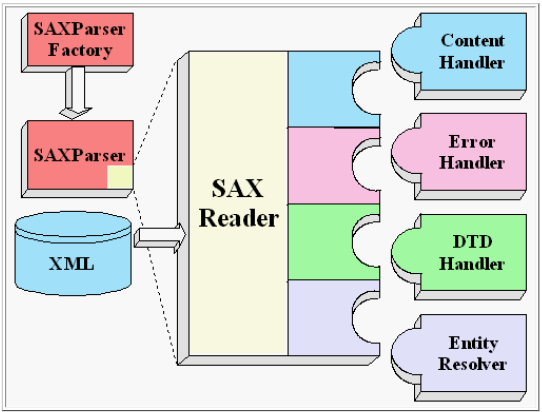 SAXParser
Factory
SAXParser
XML
SAX
Reader
Content
Handler
Error
Handler
DTD
Handler
Entity
Resolver